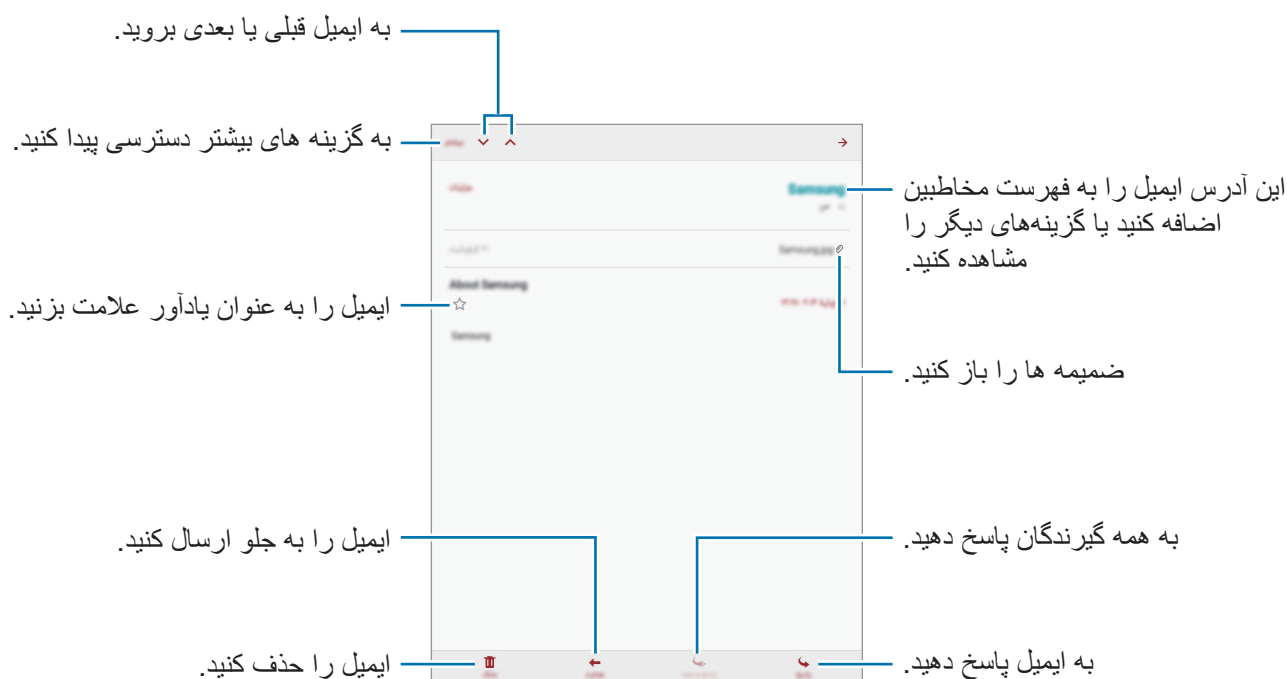 به ایمیل قبلی یا بعدی بروید.
به گزینه های بیشتر دسترسی پیدا کنید.
این آدرس ایمیل را به فهرست مخاطبین
اضافه کنید یا گزینه‌های دیگر را
مشاهده کنید.
Samsung
Samsung.jpg
About Samsung
ایمیل را به عنوان یادآور علامت بزنید.
Samsung
ضمیمه ها را باز کنید.
ایمیل را به جلو ارسال کنید.
به همه گیرندگان پاسخ دهید.
ایمیل را حذف کنید.
به ایمیل پاسخ دهید.